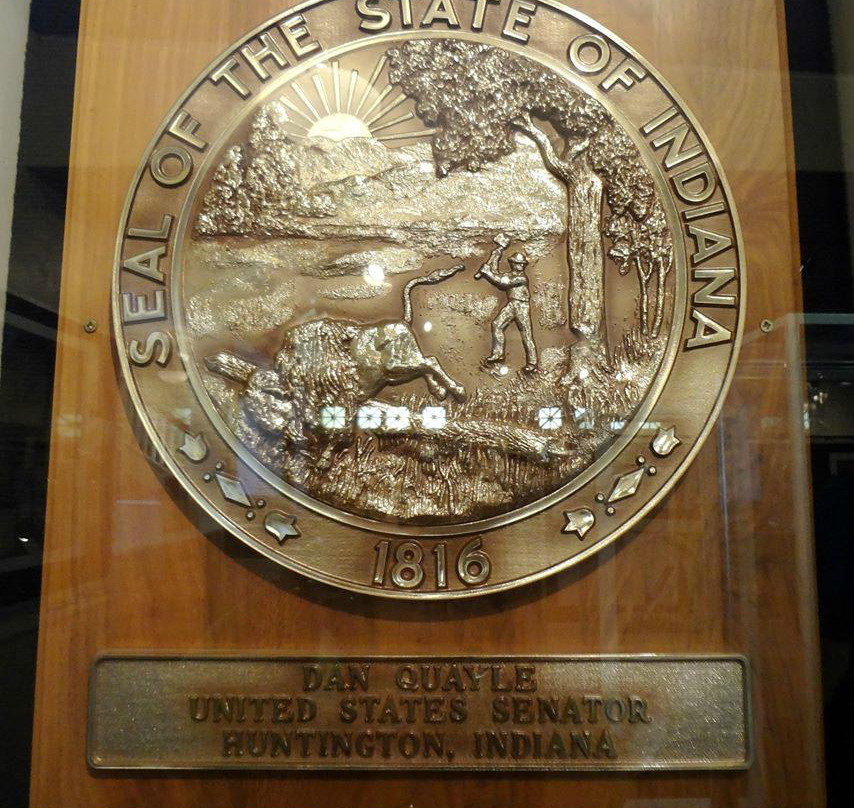 SEAL OF THE STATE OF INDIANA
1816
DAN QUAYLE
UNITED STATES SENATOR
HUNTINGTON, INDIANA